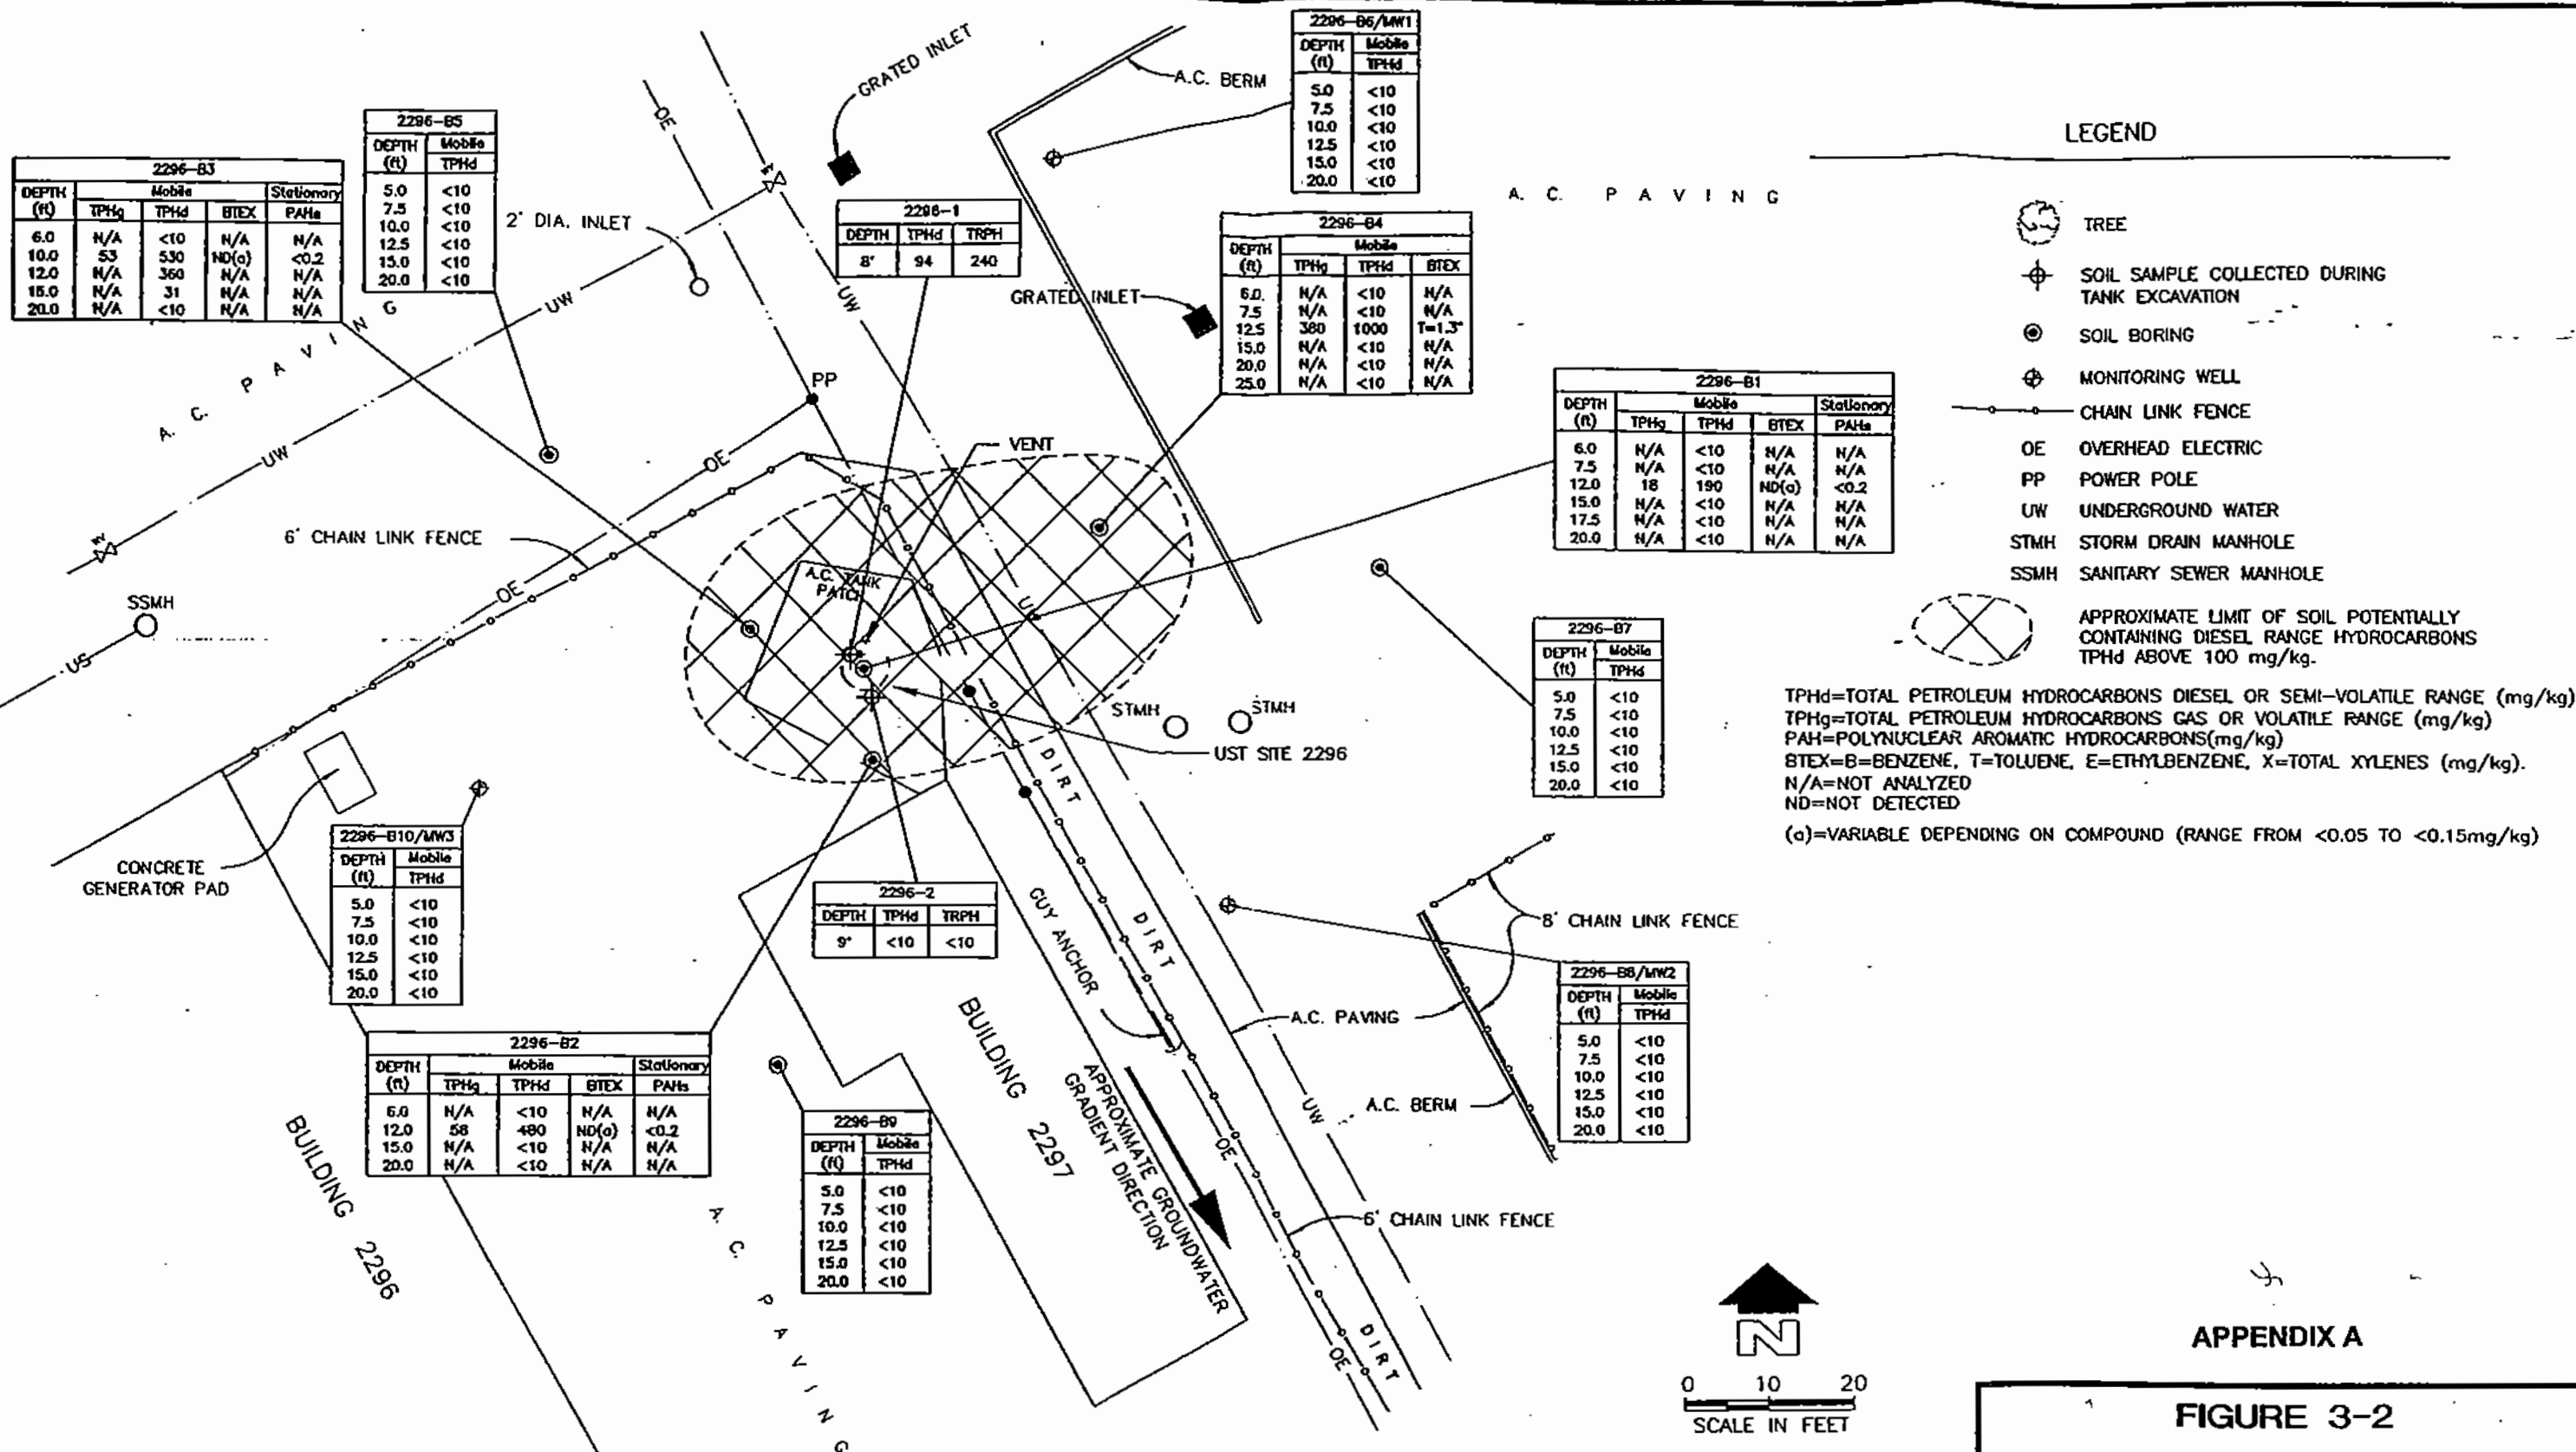 2296-B6/MW1
DEPTH (ft) Mobile TPHd
5.0 <10
7.5 <10
10.0 <10
12.5 <10
15.0 <10
20.0 <10
GRATED INLET
A.C. BERM
2296-B5
DEPTH (ft) Mobile TPHd
5.0 <10
7.5 <10
10.0 <10
12.5 <10
15.0 <10
20.0 <10
2296-B3
DEPTH (ft) Mobile Stationary
TPHg TPHd BTEX PAHs
6.0 N/A <10 N/A N/A
10.0 53 530 ND(a) <0.2
12.0 N/A 360 N/A N/A
15.0 N/A 31 N/A N/A
20.0 N/A <10 N/A N/A
2' DIA. INLET
2296-1
DEPTH TPHd TRPH
8' 94 240
GRATED INLET
2296-B4
DEPTH (ft) Mobile
TPHg TPHd BTEX
6.0 N/A <10 N/A
7.5 N/A <10 N/A
12.5 380 1000 T=1.3"
15.0 N/A <10 N/A
20.0 N/A <10 N/A
25.0 N/A <10 N/A
A. C. PAVING
LEGEND
TREE
SOIL SAMPLE COLLECTED DURING
TANK EXCAVATION
SOIL BORING
MONITORING WELL
CHAIN LINK FENCE
OE OVERHEAD ELECTRIC
PP POWER POLE
UW UNDERGROUND WATER
STMH STORM DRAIN MANHOLE
SSMH SANITARY SEWER MANHOLE
APPROXIMATE LIMIT OF SOIL POTENTIALLY
CONTAINING DIESEL RANGE HYDROCARBONS
TPHd ABOVE 100 mg/kg.
TPHd=TOTAL PETROLEUM HYDROCARBONS DIESEL OR SEMI-VOLATILE RANGE (mg/kg)
TPHg=TOTAL PETROLEUM HYDROCARBONS GAS OR VOLATILE RANGE (mg/kg)
PAH=POLYNUCLEAR AROMATIC HYDROCARBONS(mg/kg)
BTEX=B=BENZENE, T=TOLUENE, E=ETHYLBENZENE, X=TOTAL XYLENES (mg/kg).
N/A=NOT ANALYZED
ND=NOT DETECTED
(a)=VARIABLE DEPENDING ON COMPOUND (RANGE FROM <0.05 TO <0.15mg/kg)
OE
UW
UW
UW
A. C. PAVING
PP
VENT
OE
OE
6' CHAIN LINK FENCE
A.C. TANK
PATCH
SSMH
US
2296-B1
DEPTH (ft) Mobile Stationary
TPHg TPHd BTEX PAHs
6.0 N/A <10 N/A N/A
7.5 N/A <10 N/A N/A
12.0 18 190 ND(a) <0.2
15.0 N/A <10 N/A N/A
17.5 N/A <10 N/A N/A
20.0 N/A <10 N/A N/A
2296-B7
DEPTH (ft) Mobile TPHd
5.0 <10
7.5 <10
10.0 <10
12.5 <10
15.0 <10
20.0 <10
STMH
STMH
UST SITE 2296
DIRT
CONCRETE
GENERATOR PAD
2296-B10/MW3
DEPTH (ft) Mobile TPHd
5.0 <10
7.5 <10
10.0 <10
12.5 <10
15.0 <10
20.0 <10
2296-2
DEPTH TPHd TRPH
9' <10 <10
GUY ANCHOR
DIRT
8' CHAIN LINK FENCE
2296-B8/MW2
DEPTH (ft) Mobile TPHd
5.0 <10
7.5 <10
10.0 <10
12.5 <10
15.0 <10
20.0 <10
A.C. PAVING
A.C. BERM
2296-B2
DEPTH (ft) Mobile Stationary
TPHg TPHd BTEX PAHs
6.0 N/A <10 N/A N/A
12.0 58 480 ND(a) <0.2
15.0 N/A <10 N/A N/A
20.0 N/A <10 N/A N/A
BUILDING 2296
2296-B9
DEPTH (ft) Mobile TPHd
5.0 <10
7.5 <10
10.0 <10
12.5 <10
15.0 <10
20.0 <10
A. C. PAVING
BUILDING 2297
APPROXIMATE GROUNDWATER
GRADIENT DIRECTION
UW
OE
6' CHAIN LINK FENCE
OE
DIRT
N
0 10 20
SCALE IN FEET
APPENDIX A
FIGURE 3-2